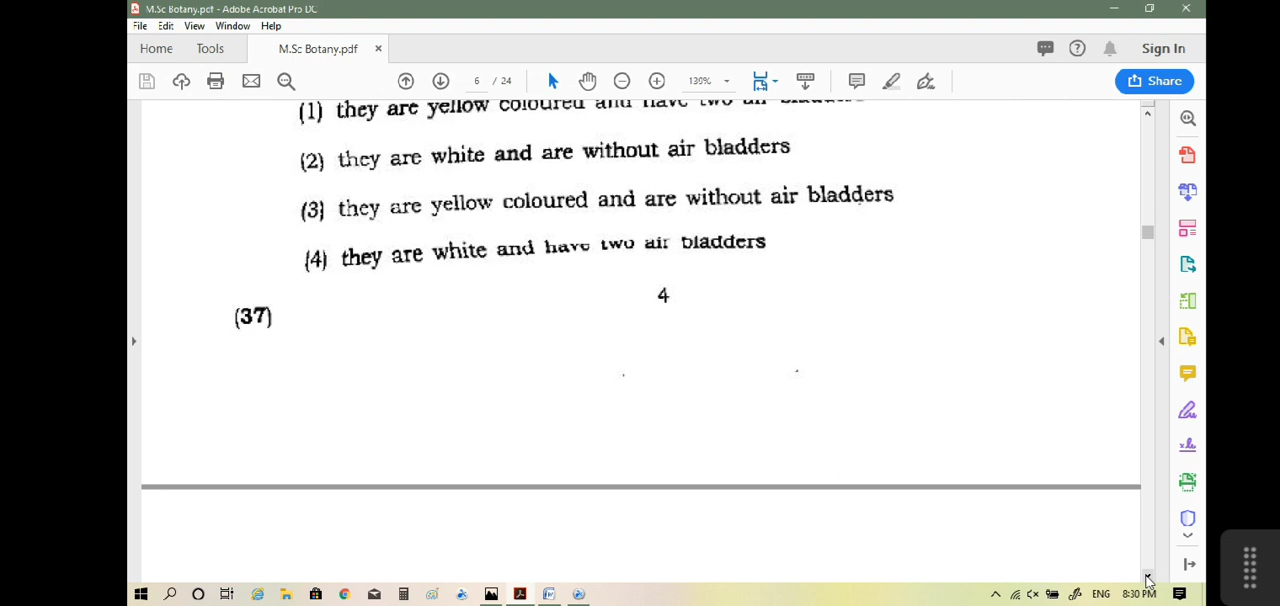 M.Sc Botany.pdf - Adobe Acrobat Pro DC
File Edit View Window Help
Home Tools M.Sc Botany.pdf × Sign In
6 / 24 139% Share
(1) they are yellow coloured and have two air bladders
(2) they are white and are without air bladders
(3) they are yellow coloured and are without air bladders
(4) they are white and have two air bladders
4
(37)
ENG 8:30 PM